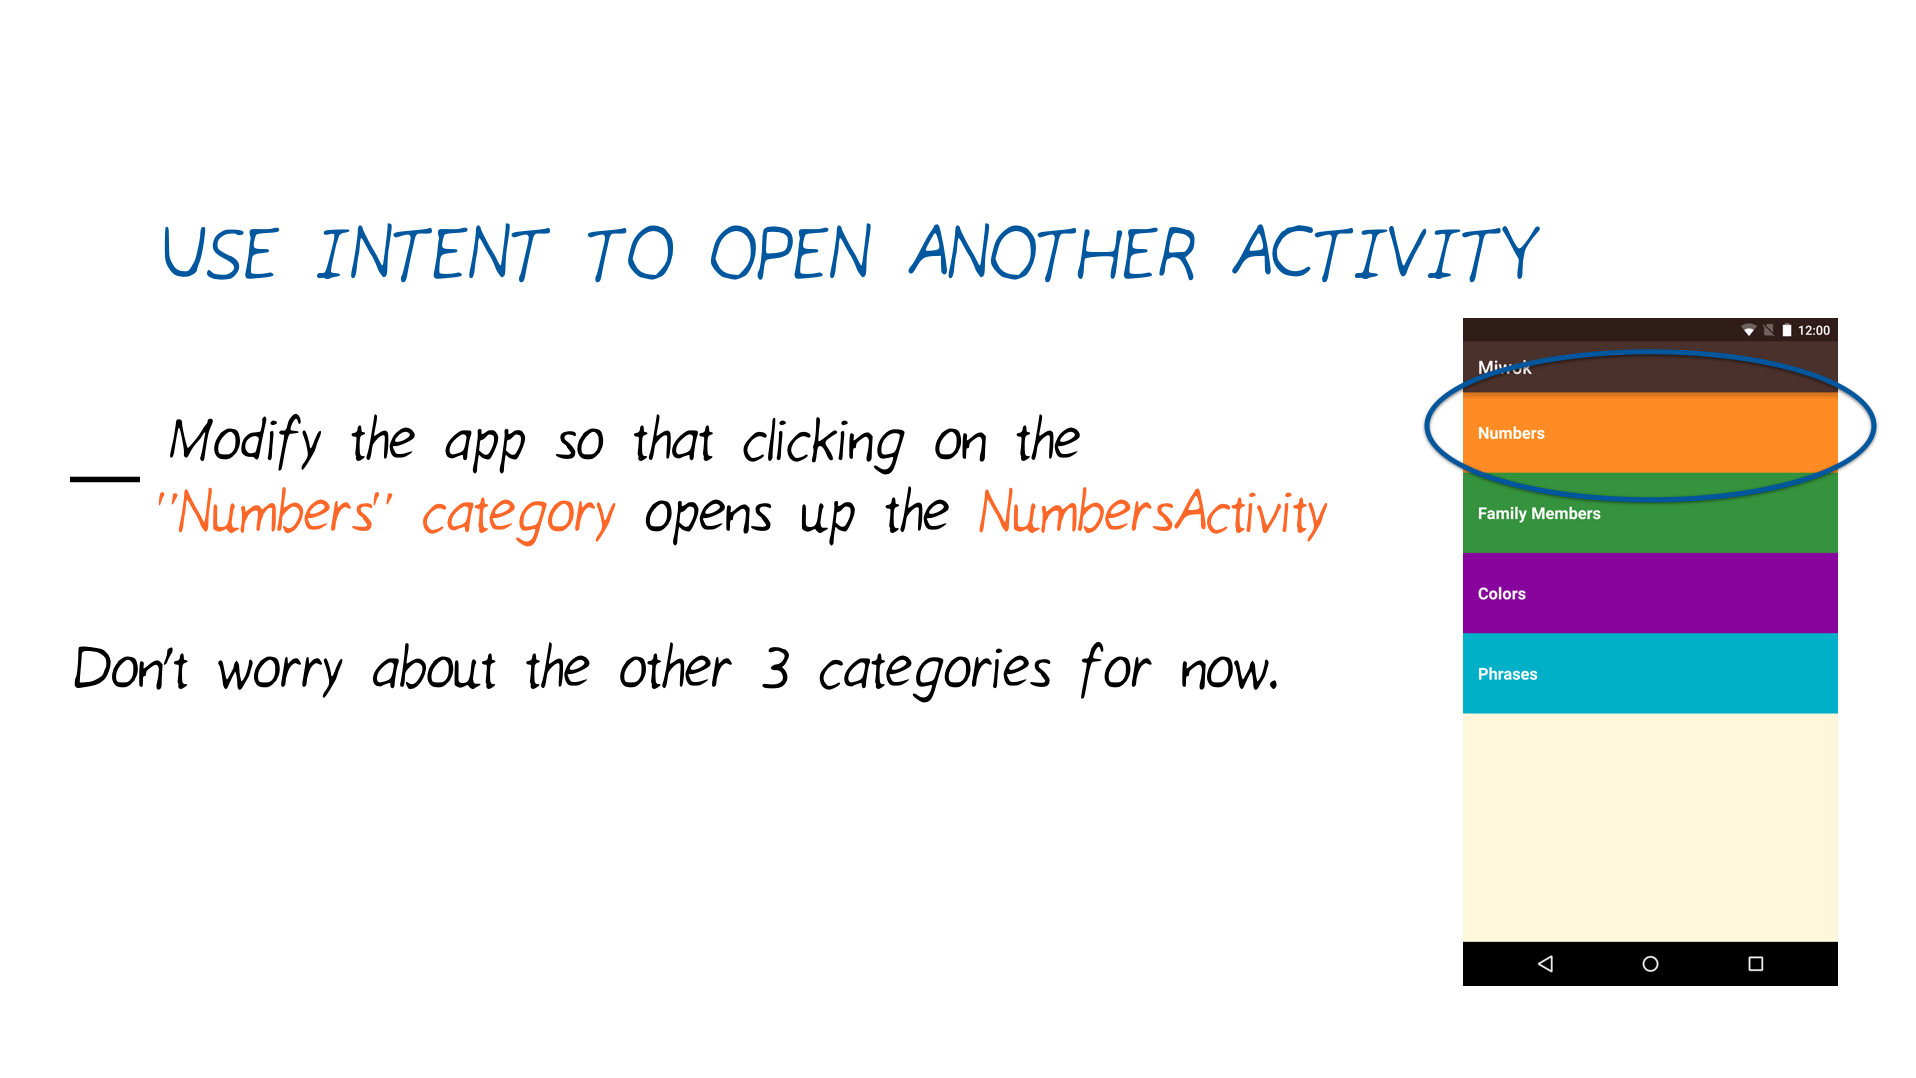 USE INTENT TO OPEN ANOTHER ACTIVITY
Modify the app so that clicking on the
"Numbers" category opens up the NumbersActivity
Don't worry about the other 3 categories for now.
12:00
Miwok
Numbers
Family Members
Colors
Phrases